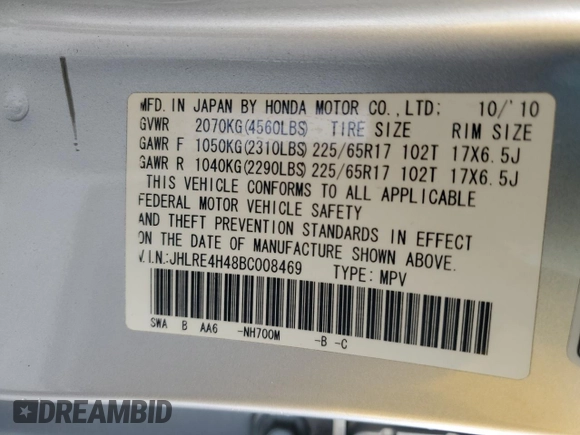 MFD. IN JAPAN BY HONDA MOTOR CO., LTD: 10/'10
GVWR 2070KG(4560LBS) TIRE SIZE RIM SIZE
GAWR F 1050KG(2310LBS) 225/65R17 102T 17X6.5J
GAWR R 1040KG(2290LBS) 225/65R17 102T 17X6.5J
THIS VEHICLE CONFORMS TO ALL APPLICABLE
FEDERAL MOTOR VEHICLE SAFETY
AND THEFT PREVENTION STANDARDS IN EFFECT
ON THE DATE OF MANUFACTURE SHOWN ABOVE.
V.I.N.:JHLRE4H48BC008469 TYPE: MPV
SWA B AA6 -NH700M -B -C
DREAMBID